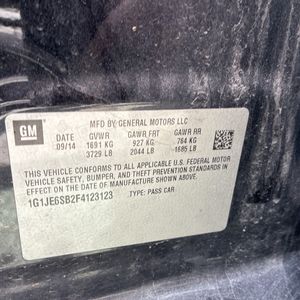 GM
MFD BY GENERAL MOTORS LLC
DATE GVWR GAWR FRT GAWR RR
09/14 1691 KG 927 KG 764 KG
3729 LB 2044 LB 1685 LB
THIS VEHICLE CONFORMS TO ALL APPLICABLE U.S. FEDERAL MOTOR
VEHICLE SAFETY, BUMPER, AND THEFT PREVENTION STANDARDS IN
EFFECT ON THE DATE OF MANUFACTURE SHOWN ABOVE.
1G1JE6SB2F4123123 TYPE: PASS CAR